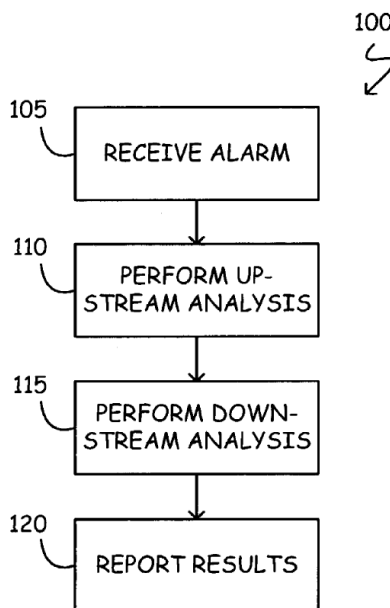 100
105
RECEIVE ALARM
110
PERFORM UP-
STREAM ANALYSIS
115
PERFORM DOWN-
STREAM ANALYSIS
120
REPORT RESULTS